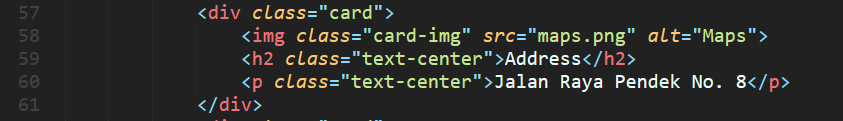 57 <div class="card">
58 <img class="card-img" src="maps.png" alt="Maps">
59 <h2 class="text-center">Address</h2>
60 <p class="text-center">Jalan Raya Pendek No. 8</p>
61 </div>